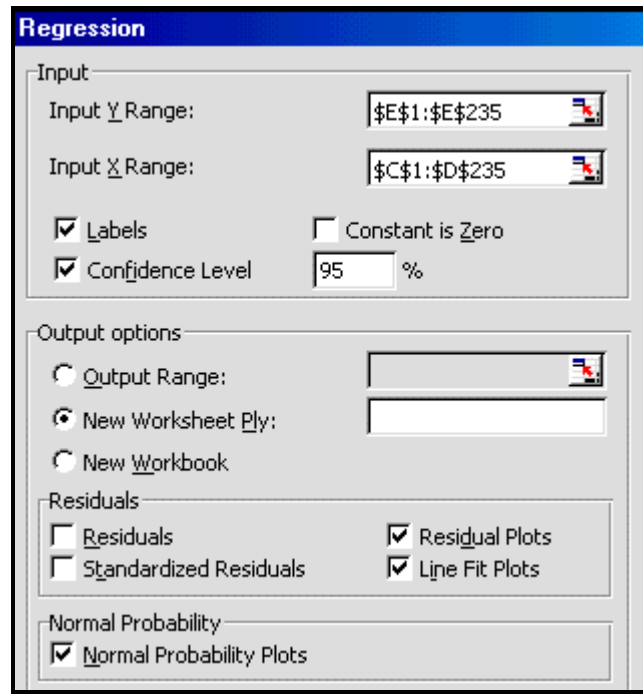 Regression
Input
Input Y Range: $E$1:$E$235
Input X Range: $C$1:$D$235
Labels Constant is Zero
Confidence Level 95 %
Output options
Output Range:
New Worksheet Ply:
New Workbook
Residuals
Residuals Residual Plots
Standardized Residuals Line Fit Plots
Normal Probability
Normal Probability Plots